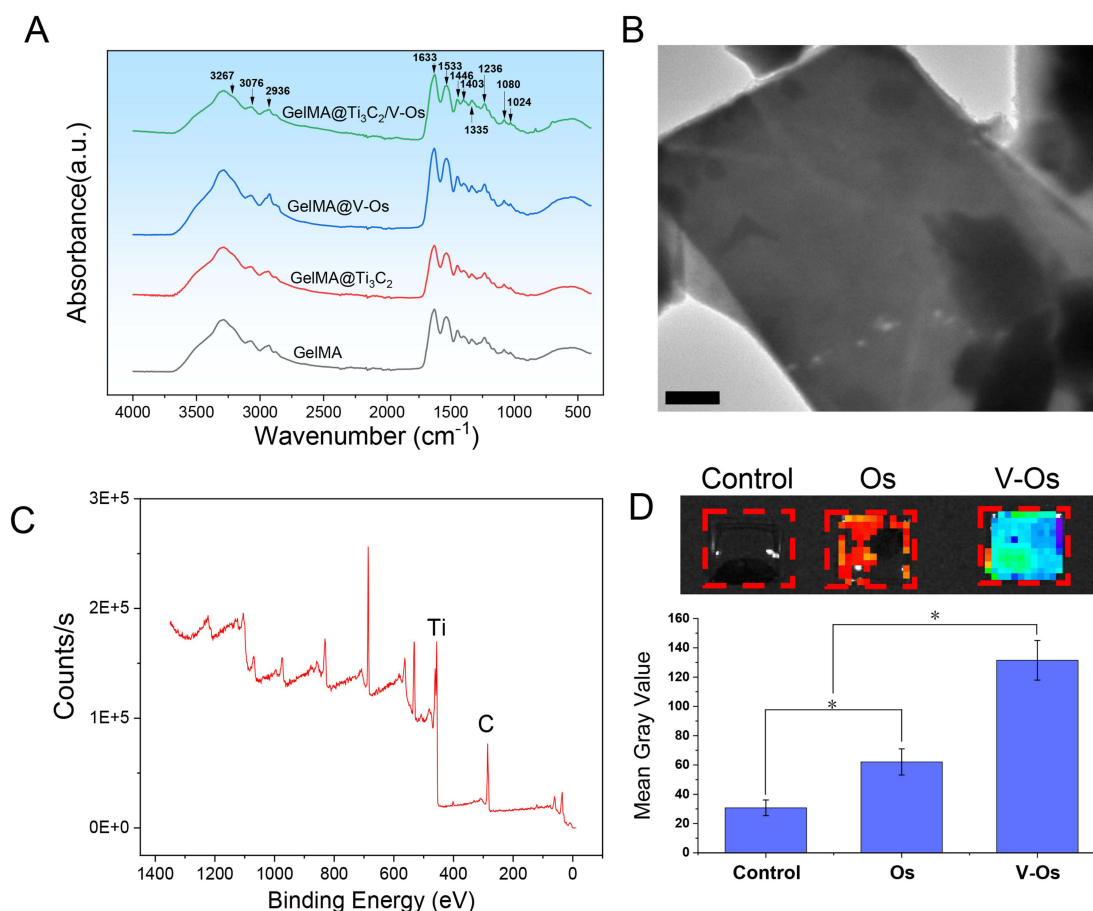 A
3267
3076
2936
1633
1533
1446
1403
1335
1236
1080
1024
GelMA@Ti₃C₂/V-Os
GelMA@V-Os
GelMA@Ti₃C₂
GelMA
Absorbance(a.u.)
4000 3500 3000 2500 2000 1500 1000 500
Wavenumber (cm⁻¹)
B
C
3E+5
2E+5
1E+5
0E+0
Counts/s
Ti
C
1400 1200 1000 800 600 400 200 0
Binding Energy (eV)
D
Control Os V-Os
160
140
120
100
80
60
40
20
0
Mean Gray Value
*
*
Control Os V-Os